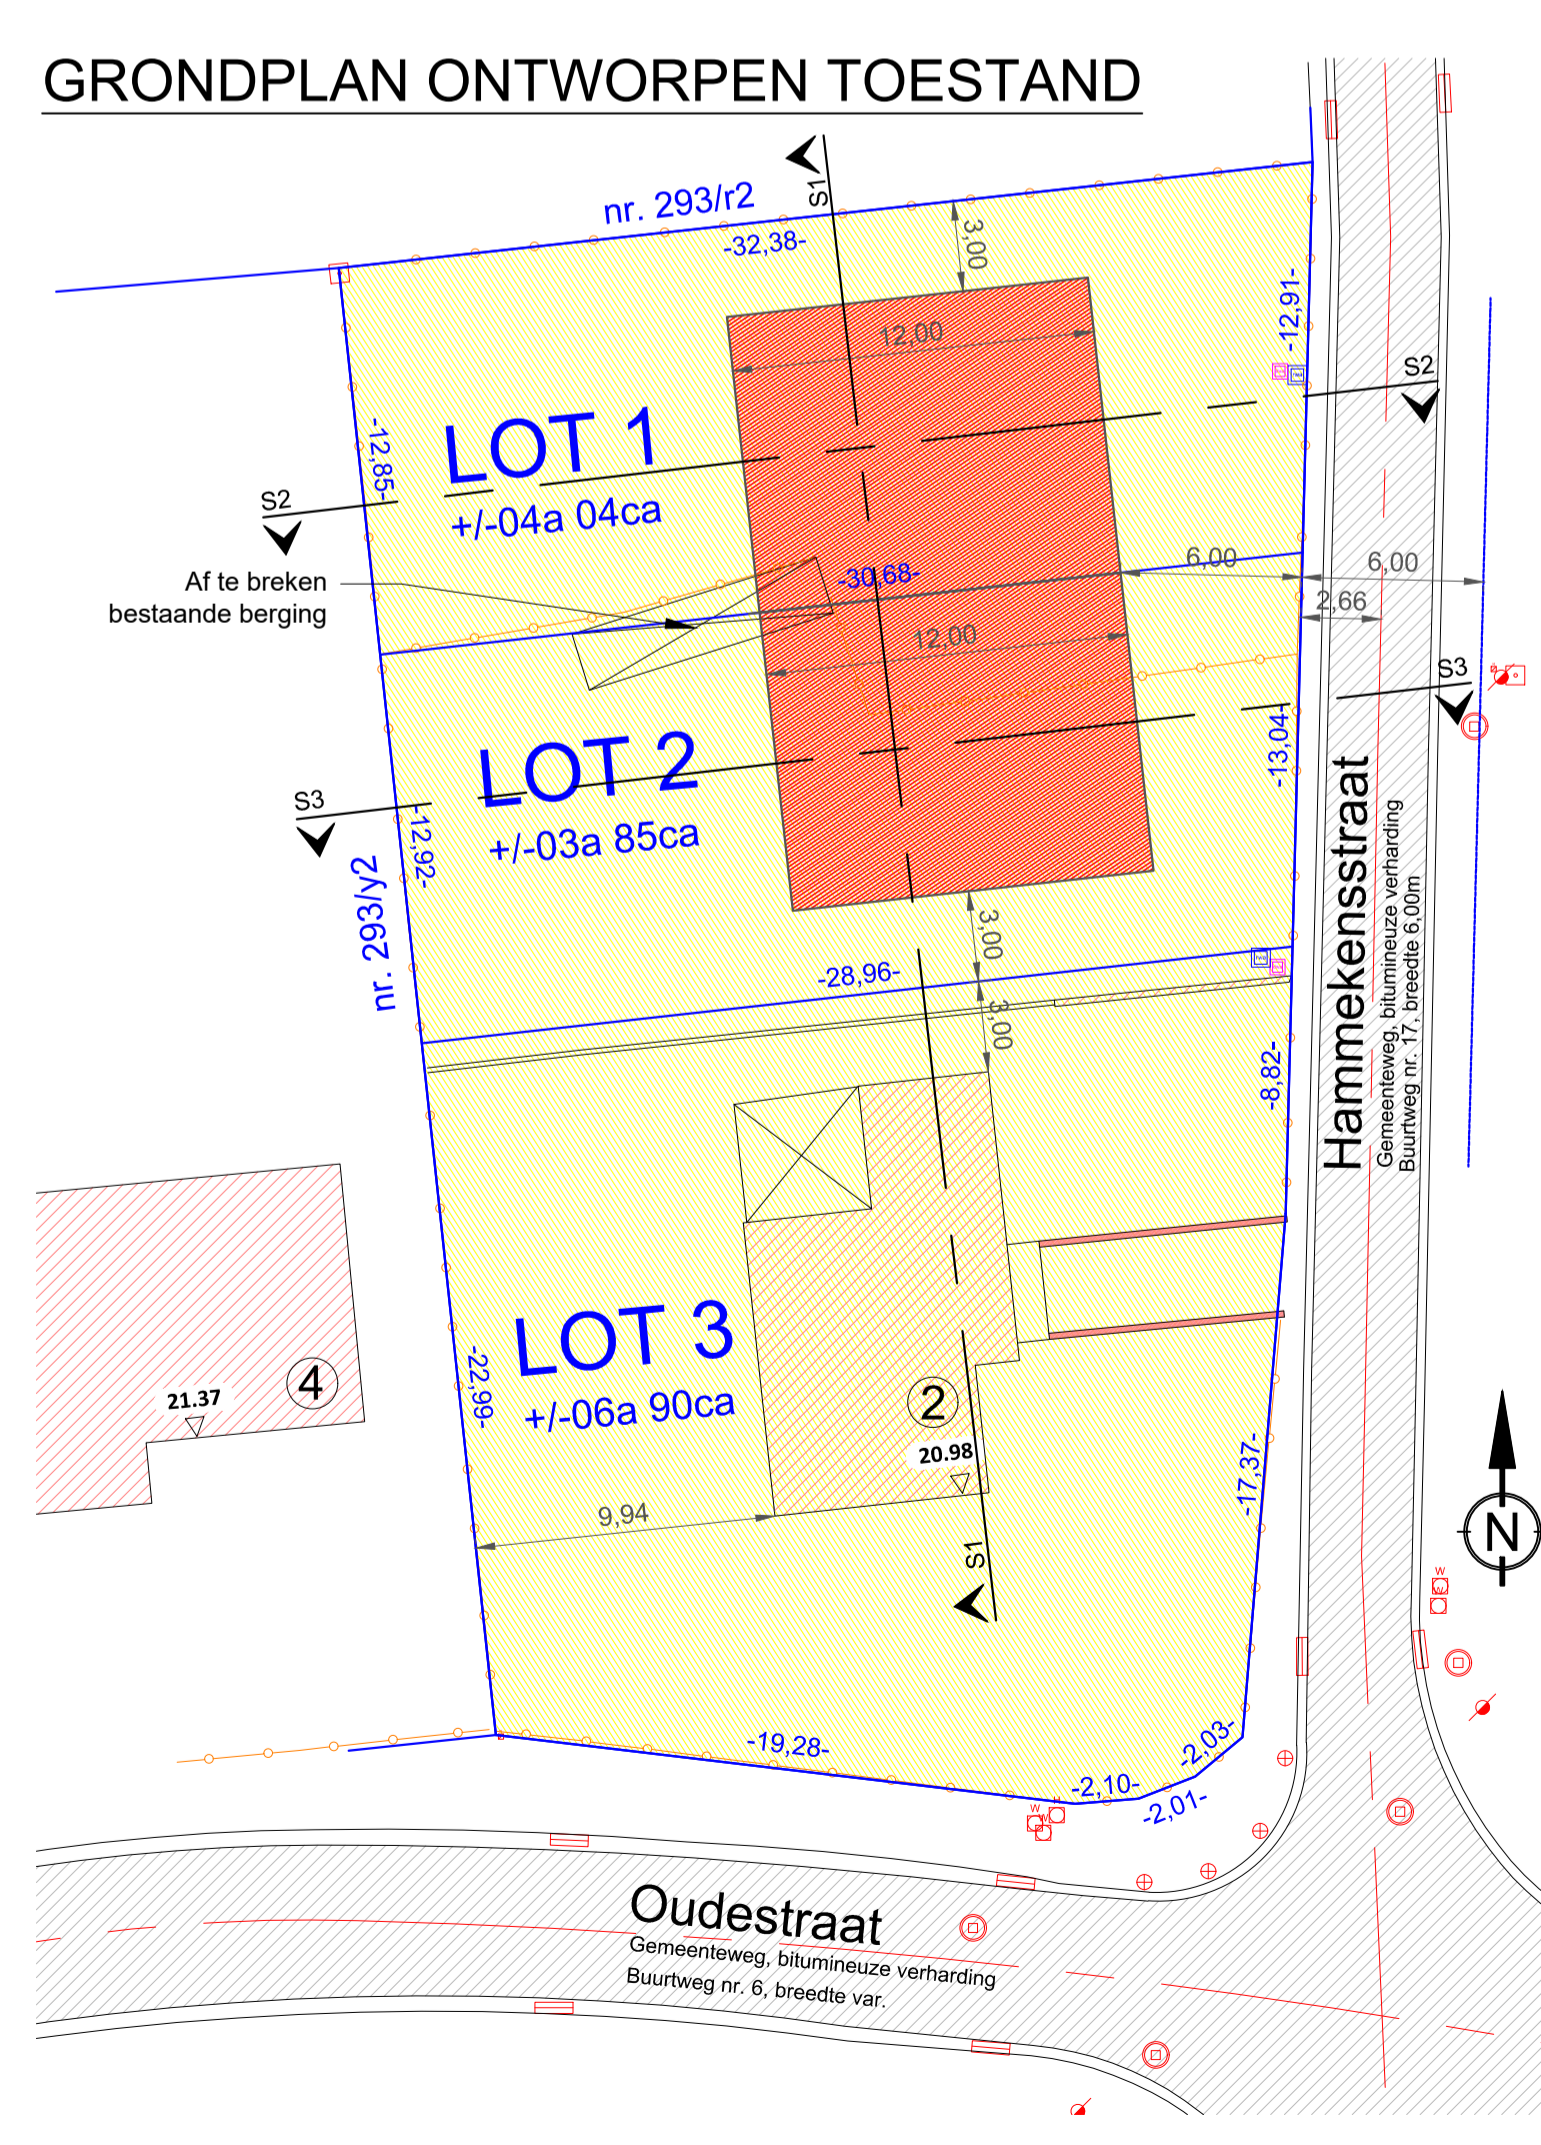 GRONDPLAN ONTWORPEN TOESTAND
nr. 293/r2
-32,38-
S1
3,00
-12,91-
12,00
S2
LOT 1
+/-04a 04ca
-12,85-
S2
Af te breken
bestaande berging
-30,68-
6,00
6,00
2,66
12,00
S3
-13,04-
LOT 2
+/-03a 85ca
S3
-12,92-
nr. 293/y2
3,00
-28,96-
3,00
-8,82-
Hammekensstraat
Gemeenteweg, bitumineuze verharding
Buurtweg nr. 17, breedte 6,00m
LOT 3
+/-06a 90ca
-22,99-
4
21.37
2
20.98
9,94
S1
-17,37-
N
W
-19,28-
-2,03-
-2,10-
-2,01-
W
W
Oudestraat
Gemeenteweg, bitumineuze verharding
Buurtweg nr. 6, breedte var.